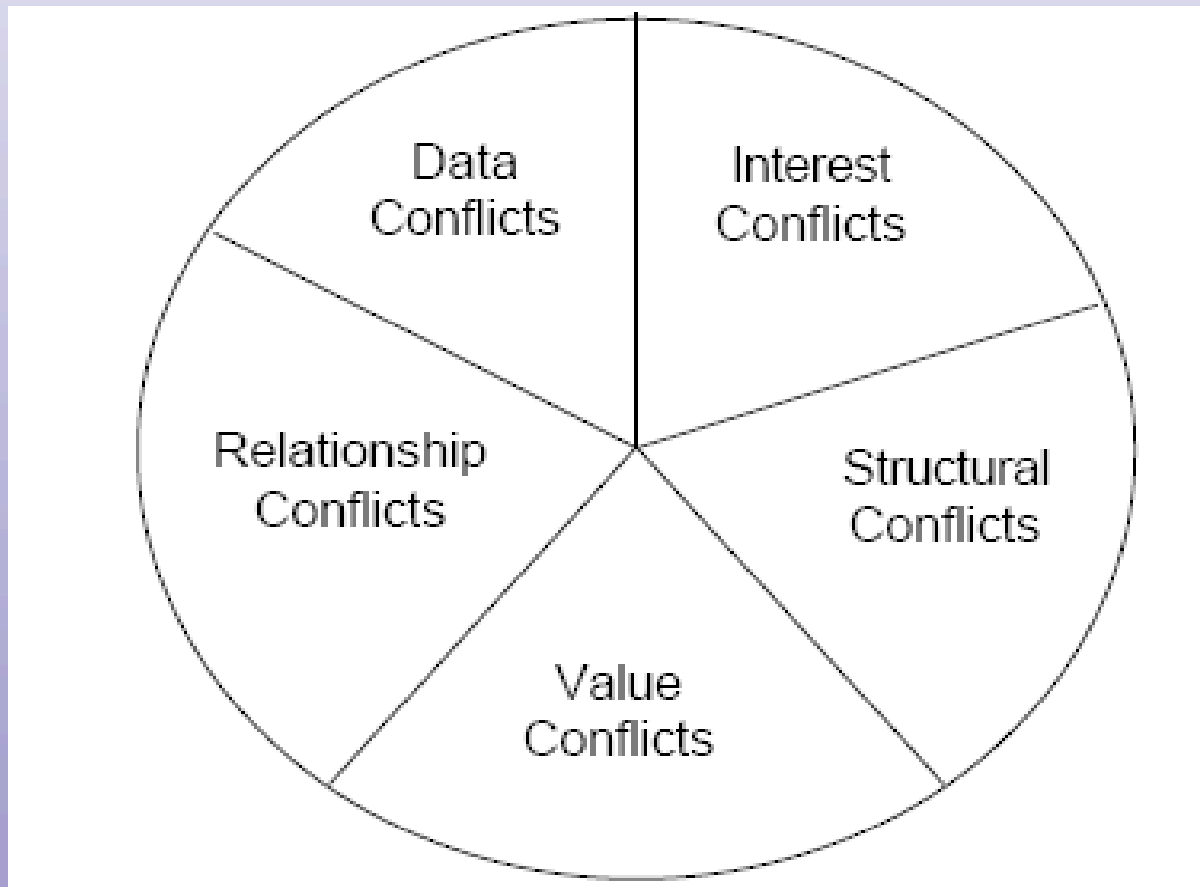 Data
Conflicts
Interest
Conflicts
Relationship
Conflicts
Structural
Conflicts
Value
Conflicts